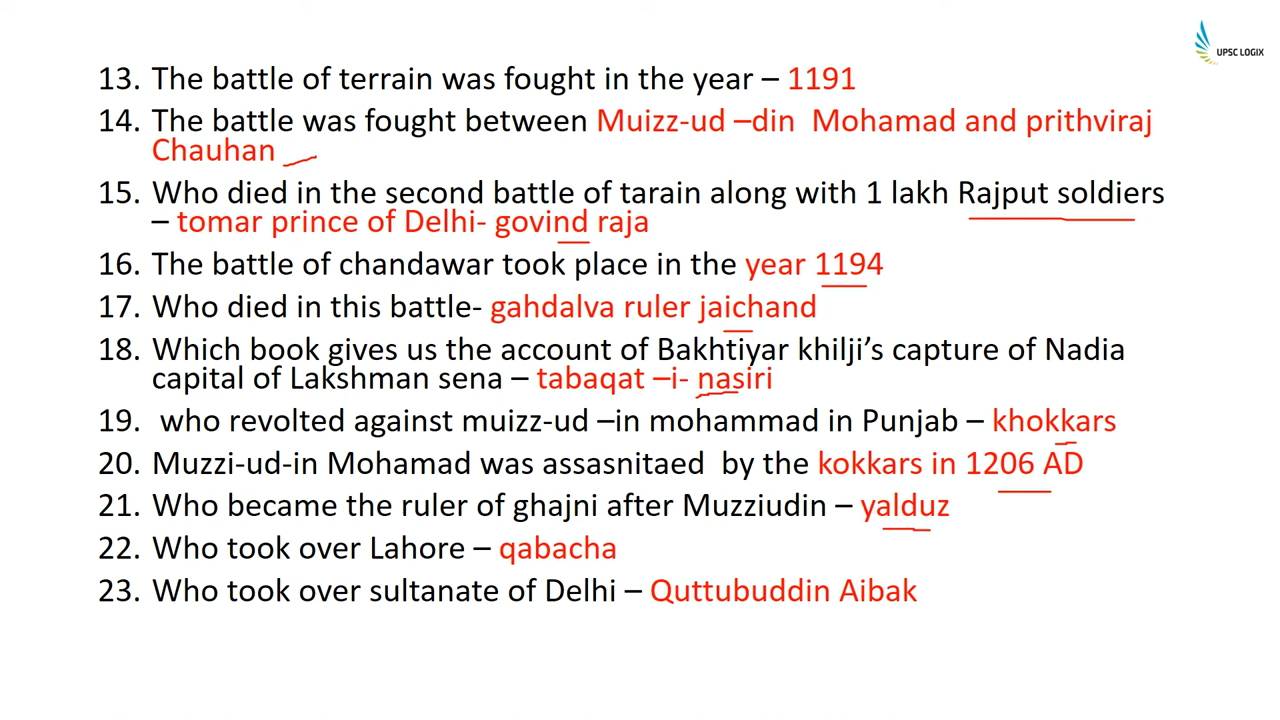 UPSC LOGIX
13. The battle of terrain was fought in the year – 1191
14. The battle was fought between Muizz-ud –din Mohamad and prithviraj
Chauhan
15. Who died in the second battle of tarain along with 1 lakh Rajput soldiers
– tomar prince of Delhi- govind raja
16. The battle of chandawar took place in the year 1194
17. Who died in this battle- gahdalva ruler jaichand
18. Which book gives us the account of Bakhtiyar khilji’s capture of Nadia
capital of Lakshman sena – tabaqat –i- nasiri
19. who revolted against muizz-ud –in mohammad in Punjab – khokkars
20. Muzzi-ud-in Mohamad was assasnitaed by the kokkars in 1206 AD
21. Who became the ruler of ghajni after Muzziudin – yalduz
22. Who took over Lahore – qabacha
23. Who took over sultanate of Delhi – Quttubuddin Aibak